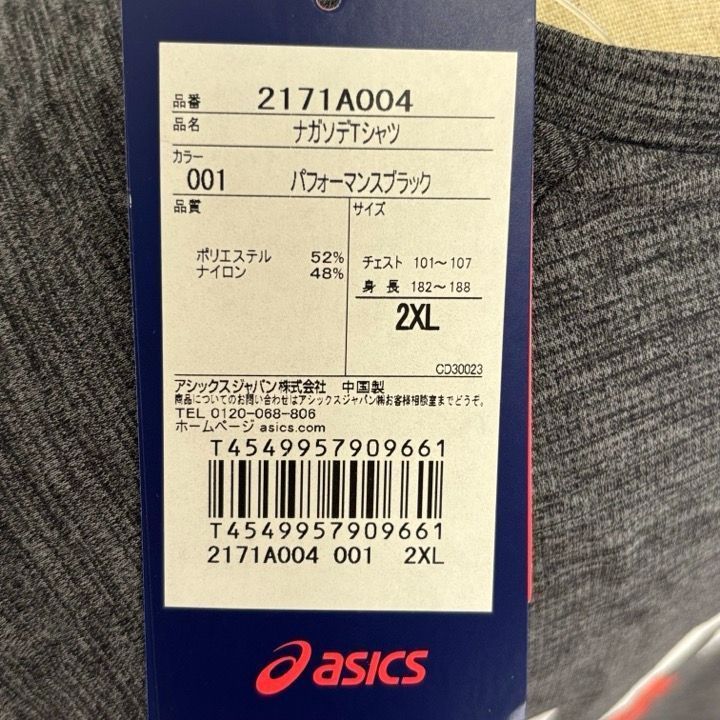 品番 2171A004
品名 ナガソデTシャツ
カラー
001 パフォーマンスブラック
品質
ポリエステル 52%
ナイロン 48%
サイズ
チェスト 101〜107
身長 182〜188
2XL
CD30023
アシックスジャパン株式会社 中国製
商品についてのお問い合わせはアシックスジャパン㈱お客様相談室までどうぞ。
TEL 0120-068-806
ホームページ asics.com
T4549957909661
T4549957909661
2171A004 001 2XL
asics